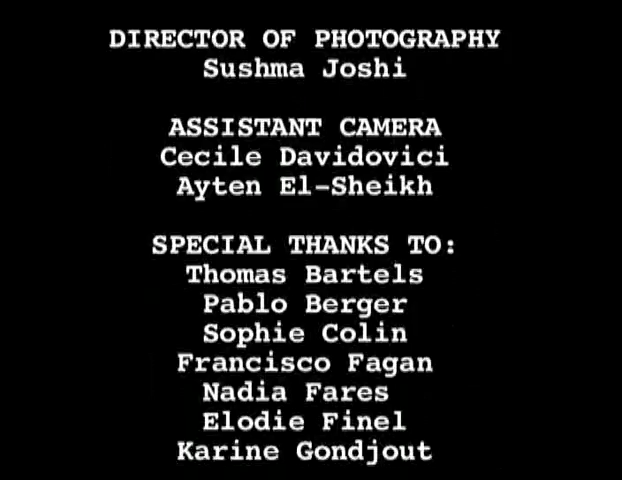 DIRECTOR OF PHOTOGRAPHY
Sushma Joshi
ASSISTANT CAMERA
Cecile Davidovici
Ayten El-Sheikh
SPECIAL THANKS TO:
Thomas Bartels
Pablo Berger
Sophie Colin
Francisco Fagan
Nadia Fares
Elodie Finel
Karine Gondjout